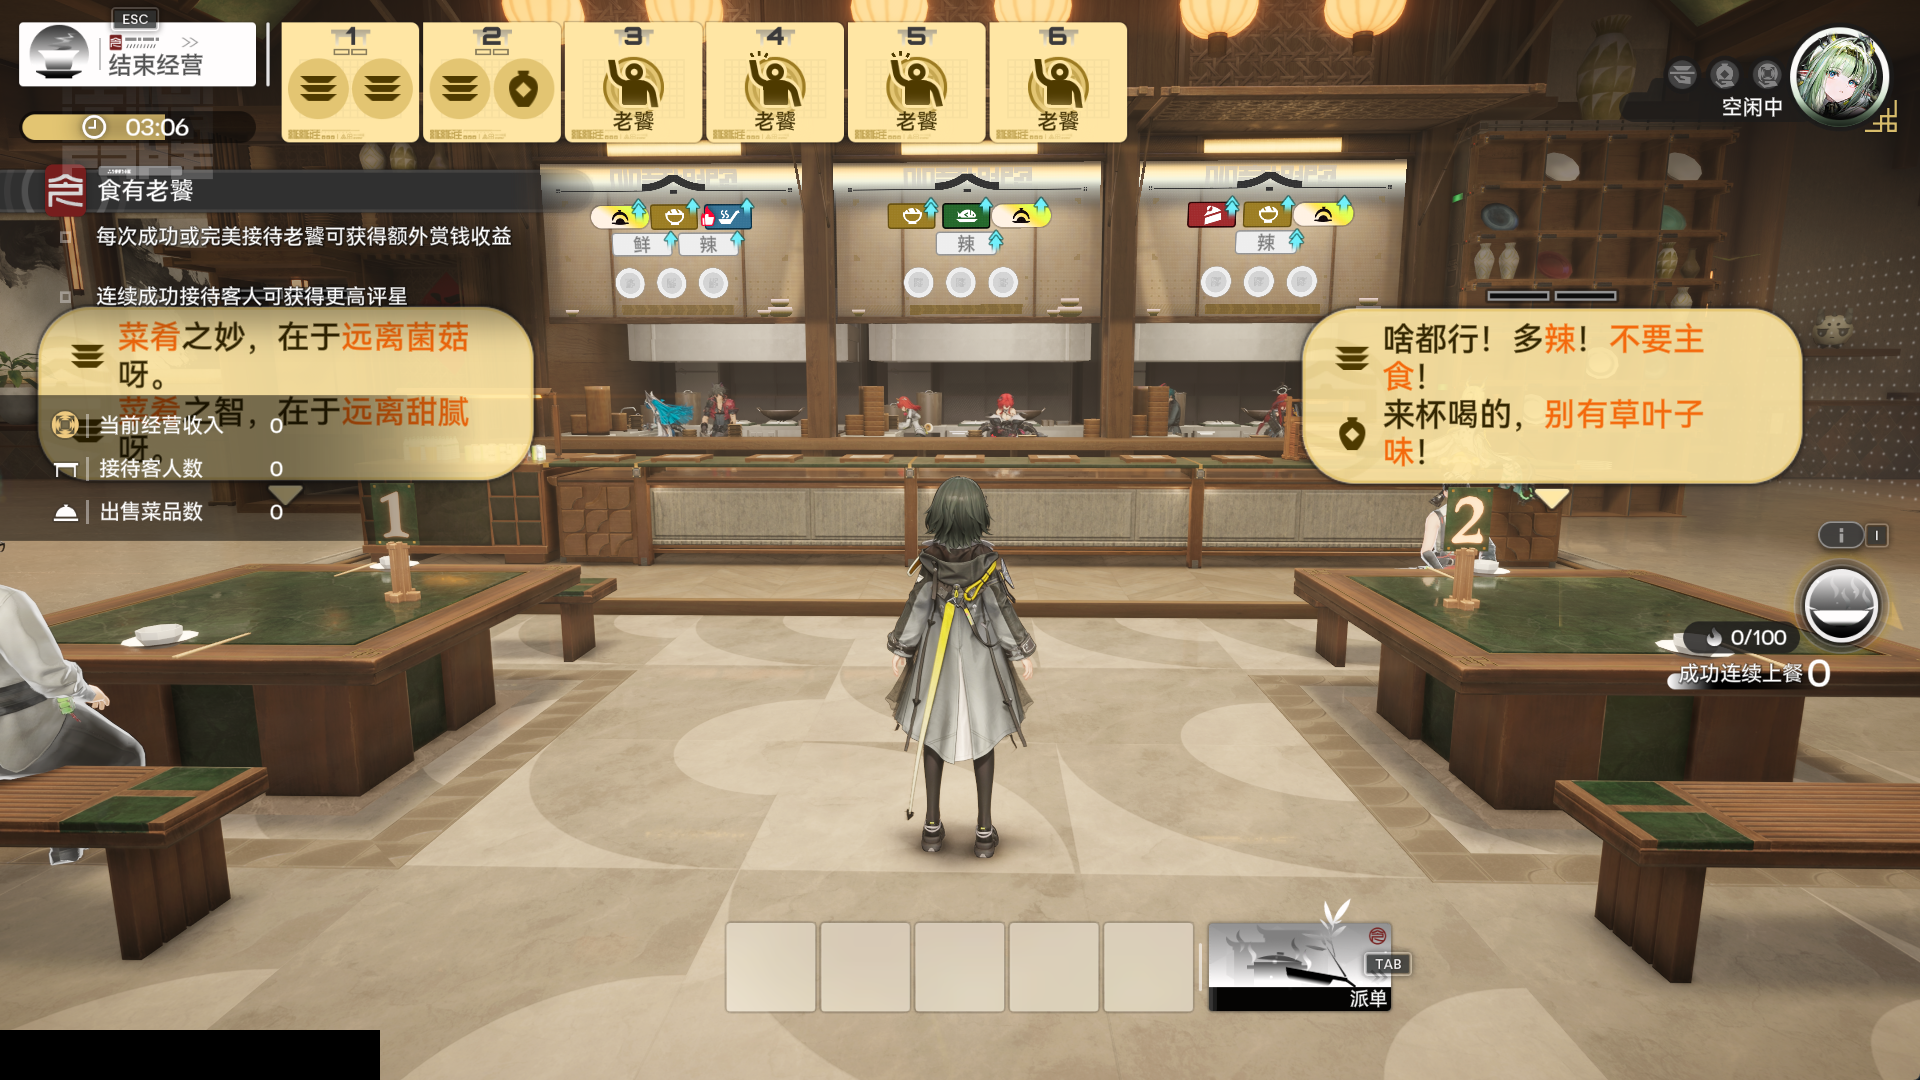 ESC
结束经营
03:06
1
2
3
老饕
4
老饕
5
老饕
6
老饕
空闲中
食有老饕
每次成功或完美接待老饕可获得额外赏钱收益
连续成功接待客人可获得更高评星
鲜
辣
辣
辣
菜肴之妙，在于远离菌菇
呀。
菜肴之智，在于远离甜腻
呀。
啥都行！多辣！不要主
食！
来杯喝的，别有草叶子
味！
当前经营收入 0
接待客人数 0
出售菜品数 0
1
2
I
0/100
成功连续上餐 0
TAB
派单